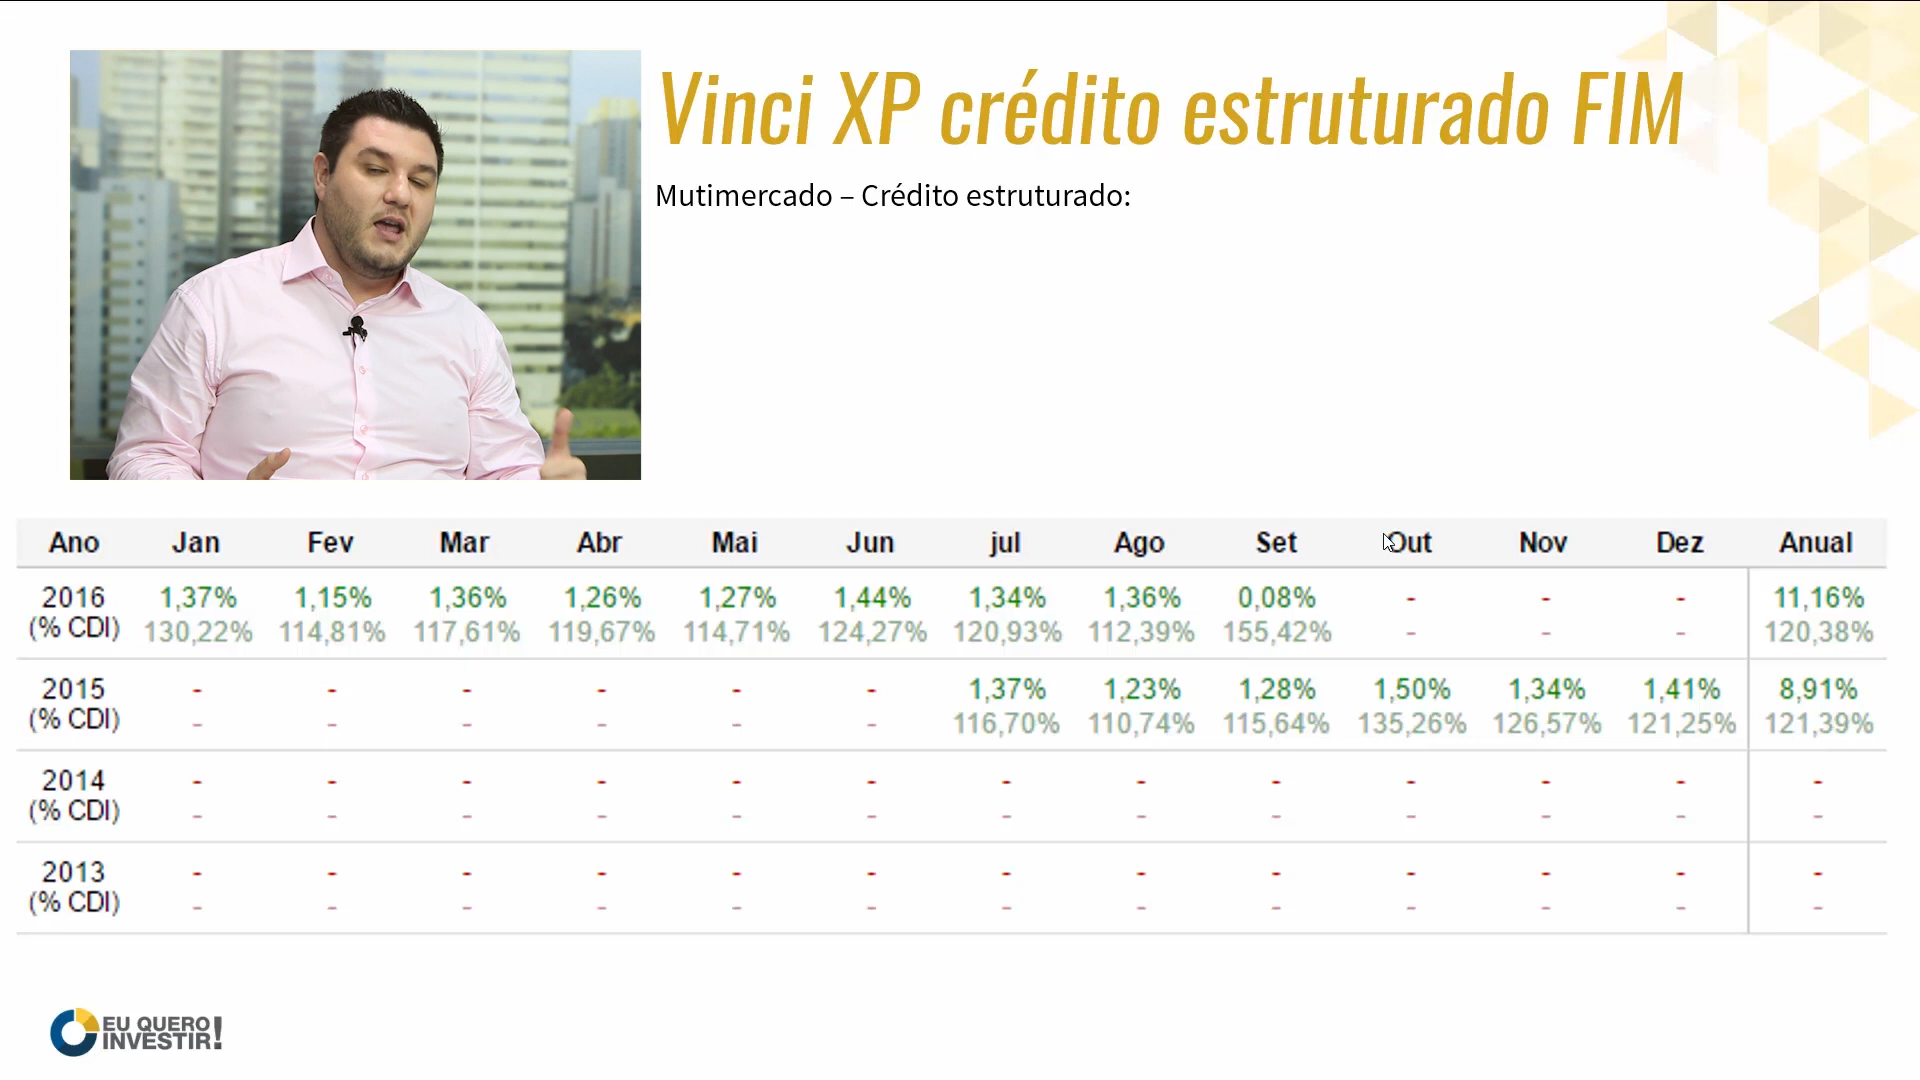 Vinci XP crédito estruturado FIM
Mutimercado – Crédito estruturado:
Ano Jan Fev Mar Abr Mai Jun jul Ago Set Out Nov Dez Anual
2016 1,37% 1,15% 1,36% 1,26% 1,27% 1,44% 1,34% 1,36% 0,08% - - - 11,16%
(% CDI) 130,22% 114,81% 117,61% 119,67% 114,71% 124,27% 120,93% 112,39% 155,42% - - - 120,38%
2015 - - - - - - 1,37% 1,23% 1,28% 1,50% 1,34% 1,41% 8,91%
(% CDI) - - - - - - 116,70% 110,74% 115,64% 135,26% 126,57% 121,25% 121,39%
2014 - - - - - - - - - - - - -
(% CDI) - - - - - - - - - - - - -
2013 - - - - - - - - - - - - -
(% CDI) - - - - - - - - - - - - -
EU QUERO
INVESTIR!